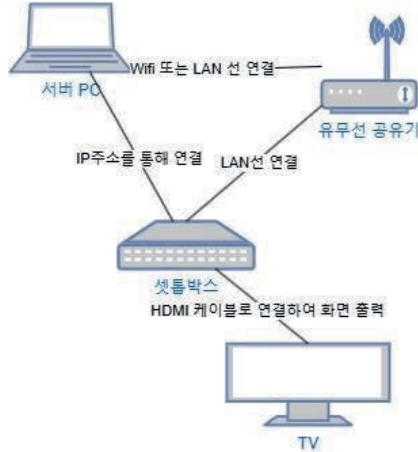 Wifi 또는 LAN 선 연결
서버 PC
유무선 공유기
IP주소를 통해 연결
LAN선 연결
셋톱박스
HDMI 케이블로 연결하여 화면 출력
TV